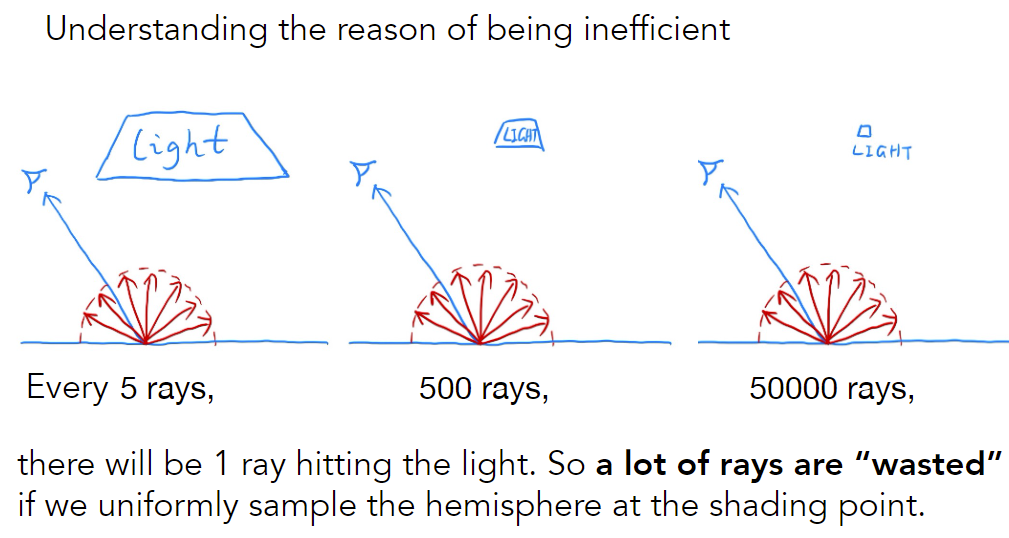 Understanding the reason of being inefficient
Light
LIGHT
LIGHT
Every 5 rays,
500 rays,
50000 rays,
there will be 1 ray hitting the light. So a lot of rays are “wasted”
if we uniformly sample the hemisphere at the shading point.